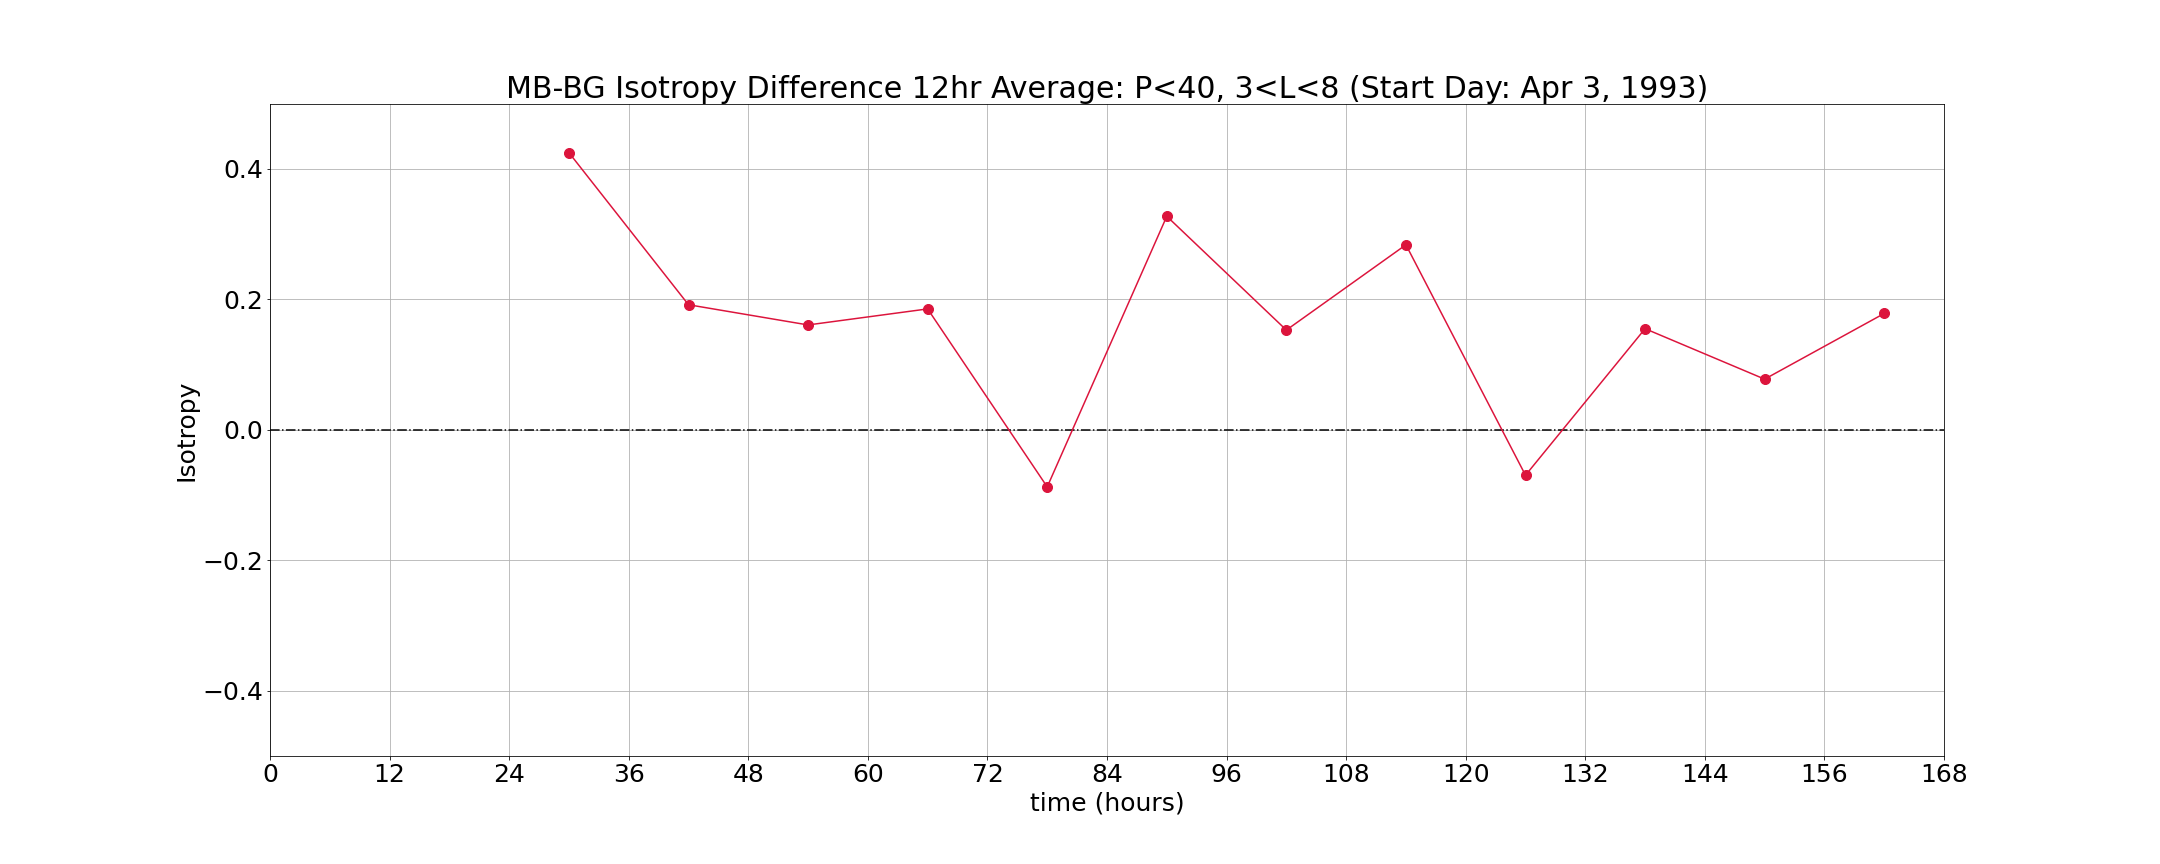 MB-BG Isotropy Difference 12hr Average: P<40, 3<L<8 (Start Day: Apr 3, 1993)
0.4
0.2
0.0
−0.2
−0.4
Isotropy
0 12 24 36 48 60 72 84 96 108 120 132 144 156 168
time (hours)